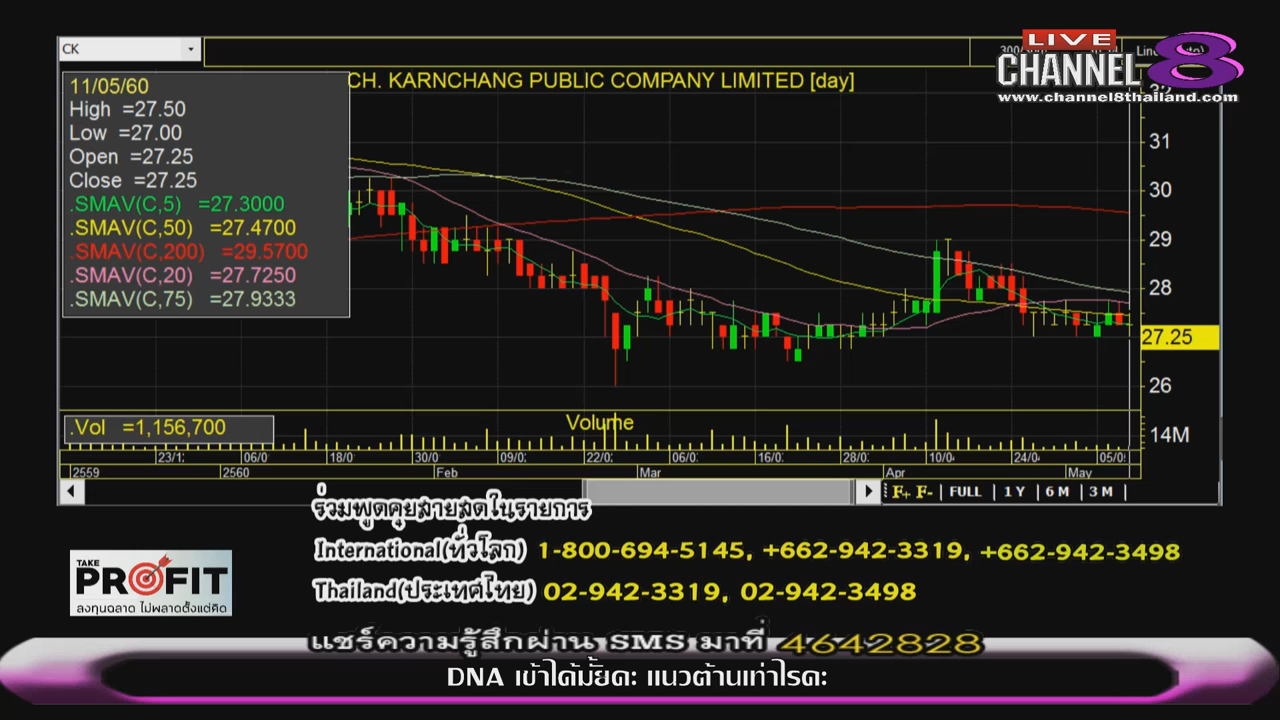 CK
LIVE
CHANNEL 8
www.channel8thailand.com
CH. KARNCHANG PUBLIC COMPANY LIMITED [day]
11/05/60
High =27.50
Low =27.00
Open =27.25
Close =27.25
.SMAV(C,5) =27.3000
.SMAV(C,50) =27.4700
.SMAV(C,200) =29.5700
.SMAV(C,20) =27.7250
.SMAV(C,75) =27.9333
31
30
29
28
27.25
26
.Vol =1,156,700
Volume
14M
23/1: 06/0 18/0 30/0 09/0: 22/0: 06/0: 16/0: 28/0: 10/0 24/0 05/0
2559 2560 Feb Mar Apr May
F+ F- FULL 1 Y 6 M 3 M
ร่วมพูดคุยสายสดในรายการ
International(ทั่วโลก) 1-800-694-5145, +662-942-3319, +662-942-3498
Thailand(ประเทศไทย) 02-942-3319, 02-942-3498
TAKE
PROFIT
ลงทุนฉลาด ไม่พลาดตั้งแต่คิด
แชร์ความรู้สึกผ่าน SMS มาที่ 4642828
DNA เข้าได้มั้ยคะ แนวต้านเท่าไรคะ